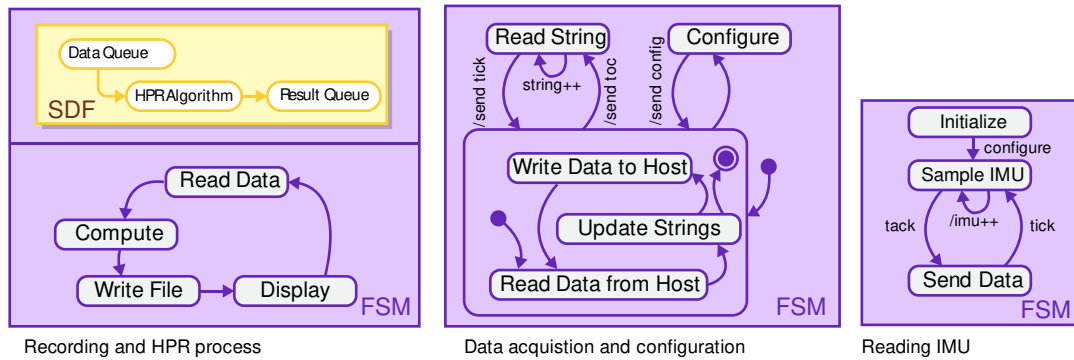 Data Queue
HPRAlgorithm
Result Queue
SDF
Read Data
Compute
Write File
Display
FSM
Recording and HPR process
Read String
Configure
/send tick
string++
/send toc
/send config
Write Data to Host
Update Strings
Read Data from Host
FSM
Data acquistion and configuration
Initialize
configure
Sample IMU
tack
/imu++
tick
Send Data
FSM
Reading IMU